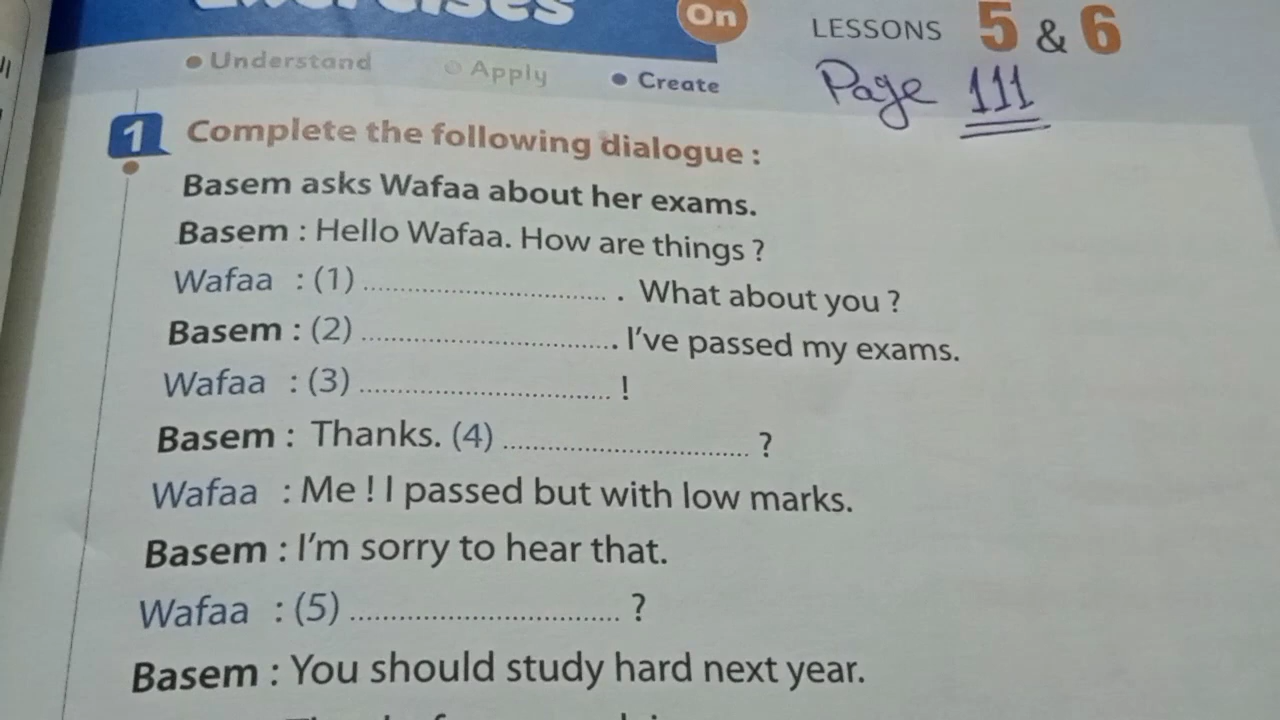 Exercises On LESSONS 5 & 6
• Understand • Apply • Create
Page 111
1 Complete the following dialogue :
Basem asks Wafaa about her exams.
Basem : Hello Wafaa. How are things ?
Wafaa : (1) ................................ . What about you ?
Basem : (2) ................................. I've passed my exams.
Wafaa : (3) ................................ !
Basem : Thanks. (4) ................................ ?
Wafaa : Me ! I passed but with low marks.
Basem : I'm sorry to hear that.
Wafaa : (5) ................................ ?
Basem : You should study hard next year.